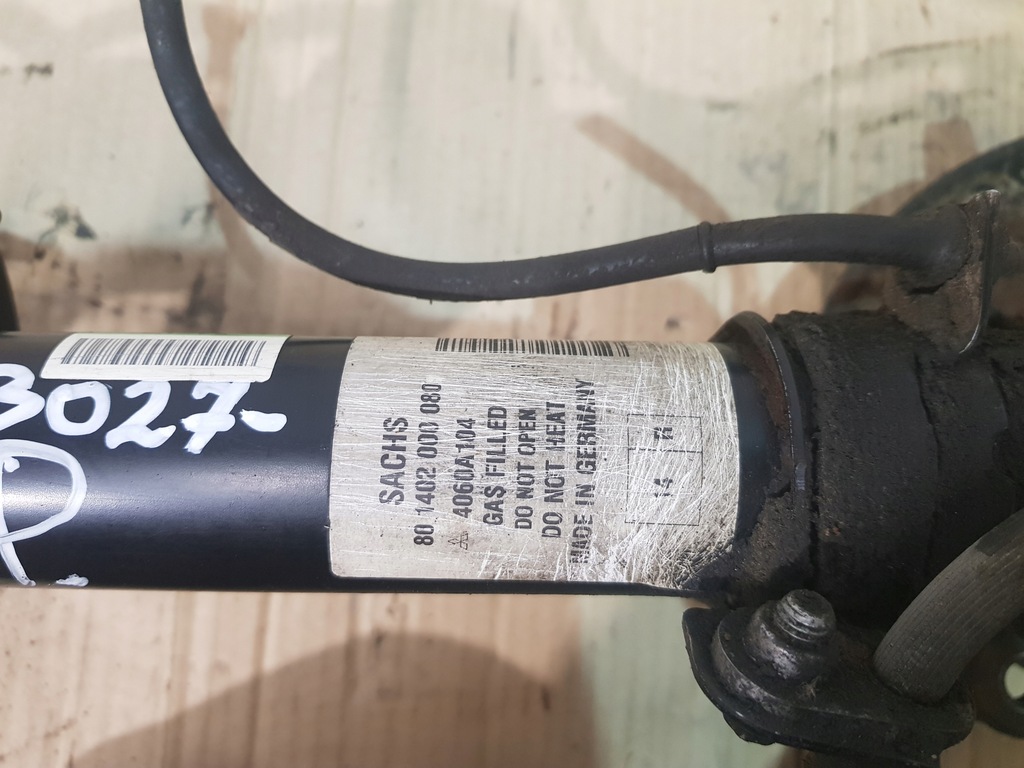 3027-
R
SACHS
80 1402 000 080
4060A104
GAS FILLED
DO NOT OPEN
DO NOT HEAT
MADE IN GERMANY
14 R